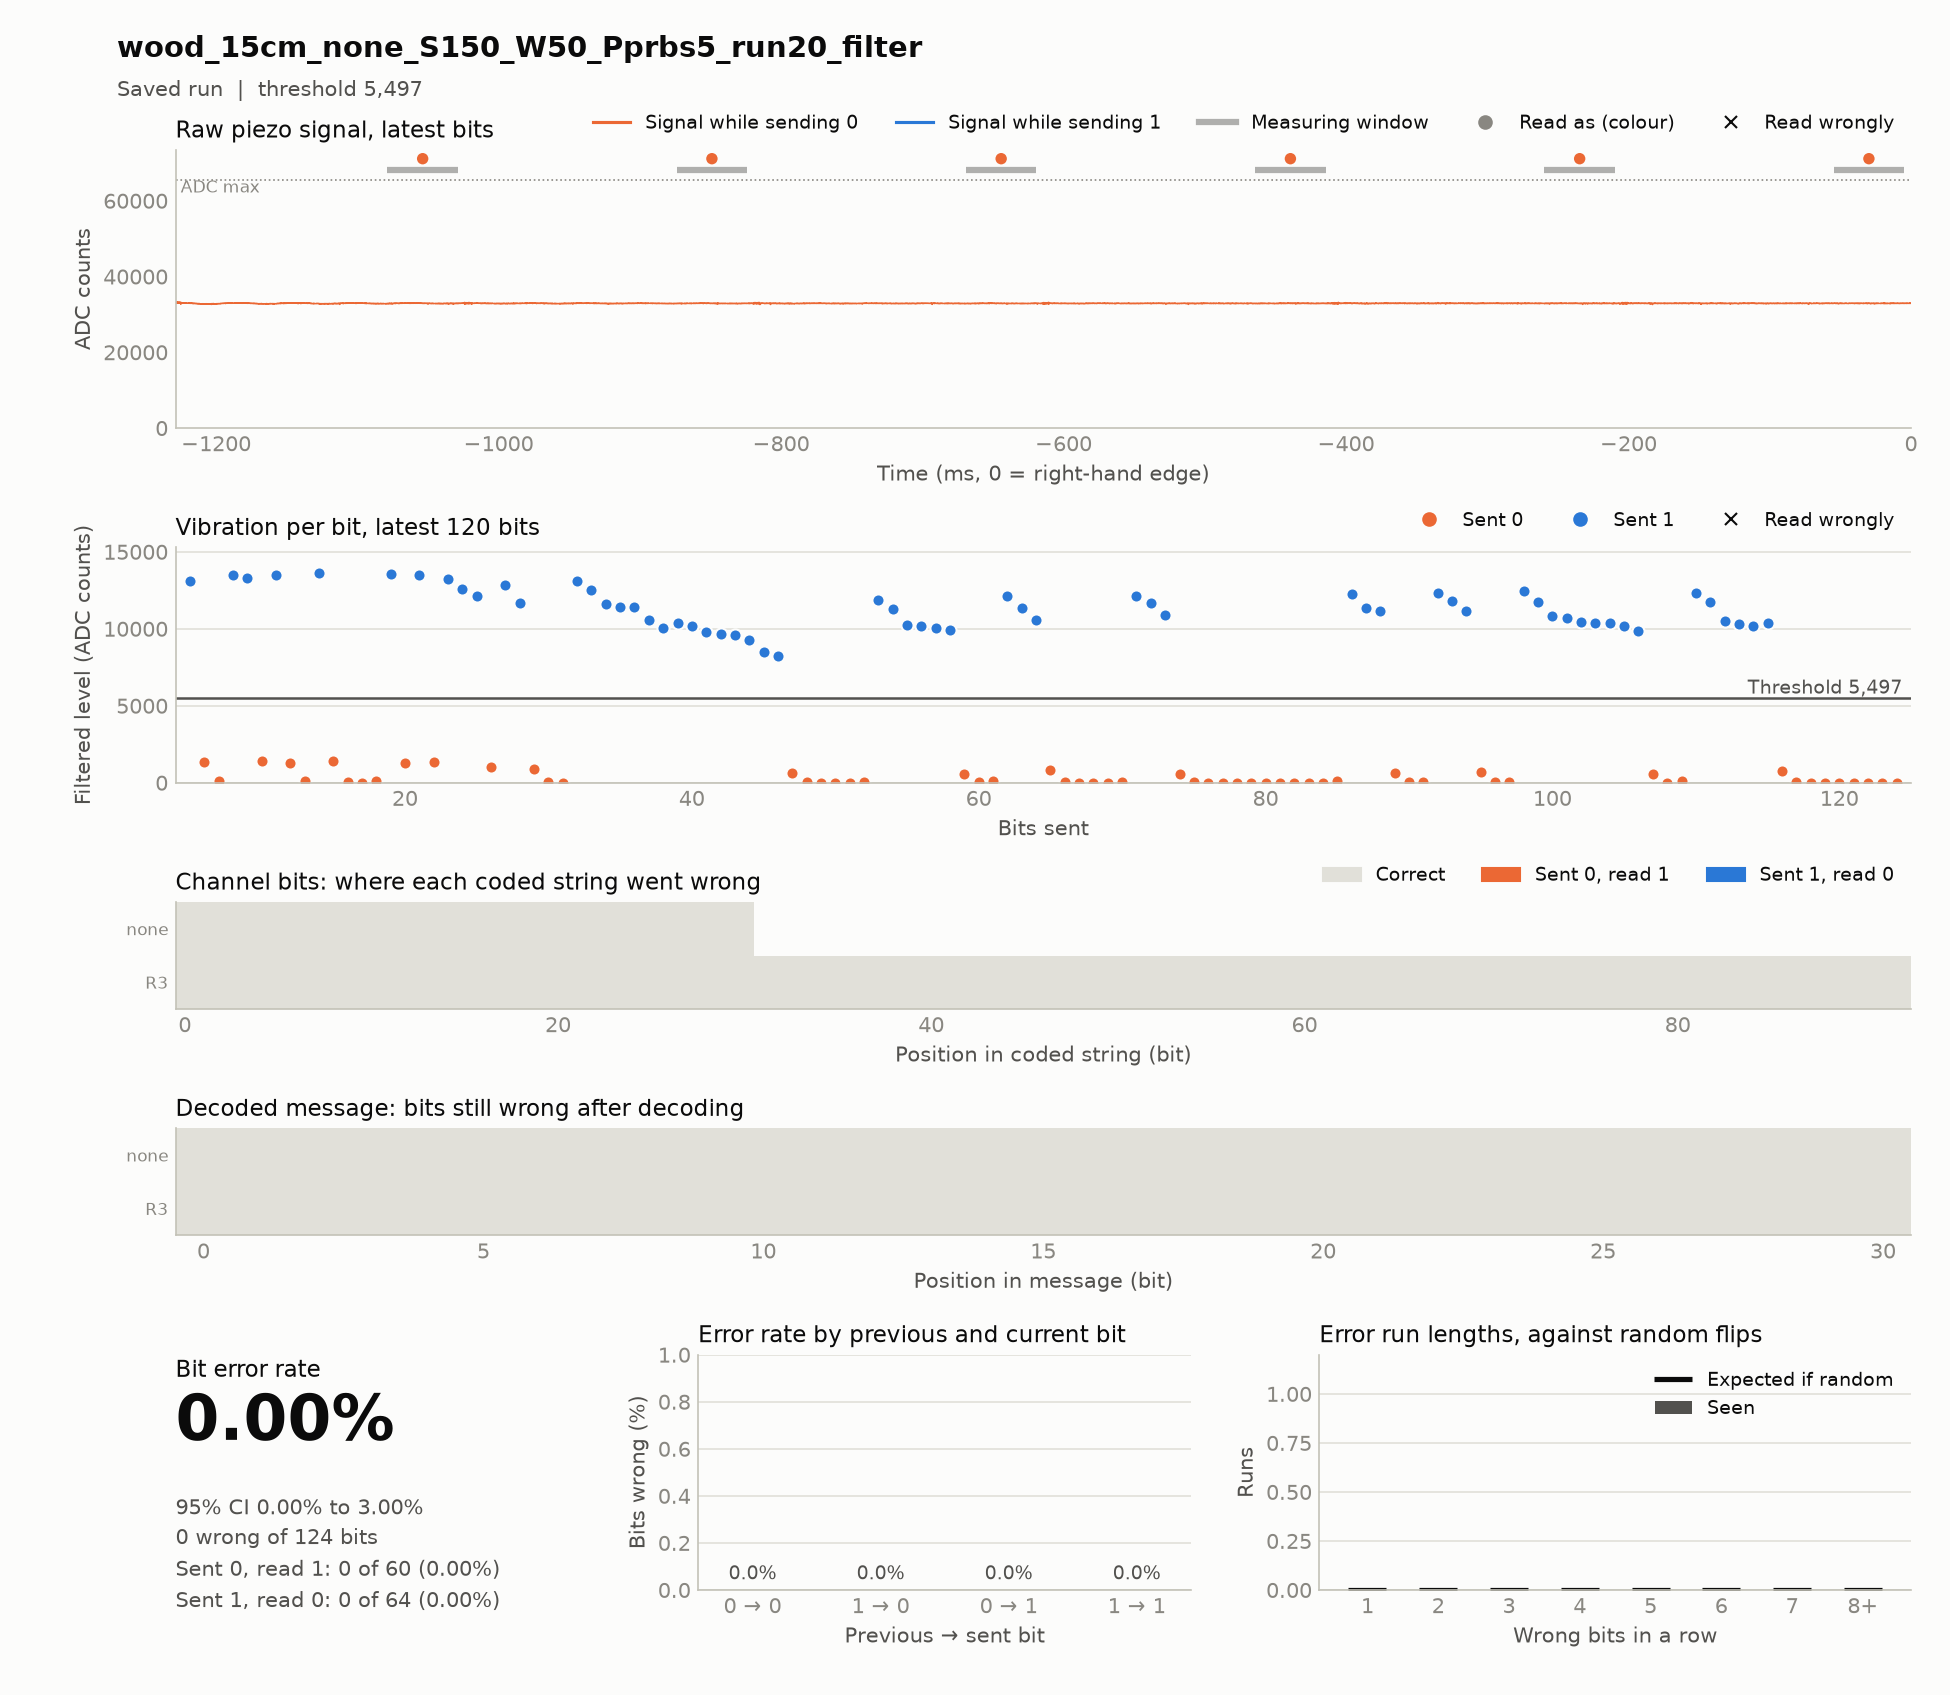 wood_15cm_none_S150_W50_Pprbs5_run20_filter
Saved run | threshold 5,497
Raw piezo signal, latest bits
Signal while sending 0
Signal while sending 1
Measuring window
Read as (colour)
Read wrongly
ADC max
ADC counts
60000
40000
20000
0
−1200 −1000 −800 −600 −400 −200 0
Time (ms, 0 = right-hand edge)
Vibration per bit, latest 120 bits
Sent 0
Sent 1
Read wrongly
Filtered level (ADC counts)
15000
10000
5000
0
Threshold 5,497
20 40 60 80 100 120
Bits sent
Channel bits: where each coded string went wrong
Correct
Sent 0, read 1
Sent 1, read 0
none
R3
0 20 40 60 80
Position in coded string (bit)
Decoded message: bits still wrong after decoding
none
R3
0 5 10 15 20 25 30
Position in message (bit)
Bit error rate
0.00%
95% CI 0.00% to 3.00%
0 wrong of 124 bits
Sent 0, read 1: 0 of 60 (0.00%)
Sent 1, read 0: 0 of 64 (0.00%)
Error rate by previous and current bit
Bits wrong (%)
1.0
0.8
0.6
0.4
0.2
0.0
0.0% 0.0% 0.0% 0.0%
0 → 0 1 → 0 0 → 1 1 → 1
Previous → sent bit
Error run lengths, against random flips
Expected if random
Seen
Runs
1.00
0.75
0.50
0.25
0.00
1 2 3 4 5 6 7 8+
Wrong bits in a row